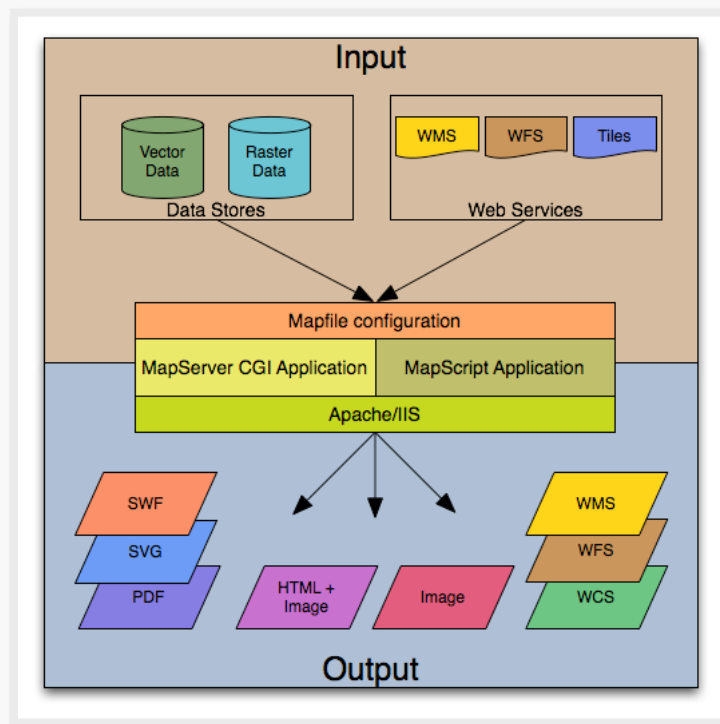 Input
Vector
Data
Raster
Data
Data Stores
WMS
WFS
Tiles
Web Services
Mapfile configuration
MapServer CGI Application
MapScript Application
Apache/IIS
SWF
SVG
PDF
HTML +
Image
Image
WMS
WFS
WCS
Output